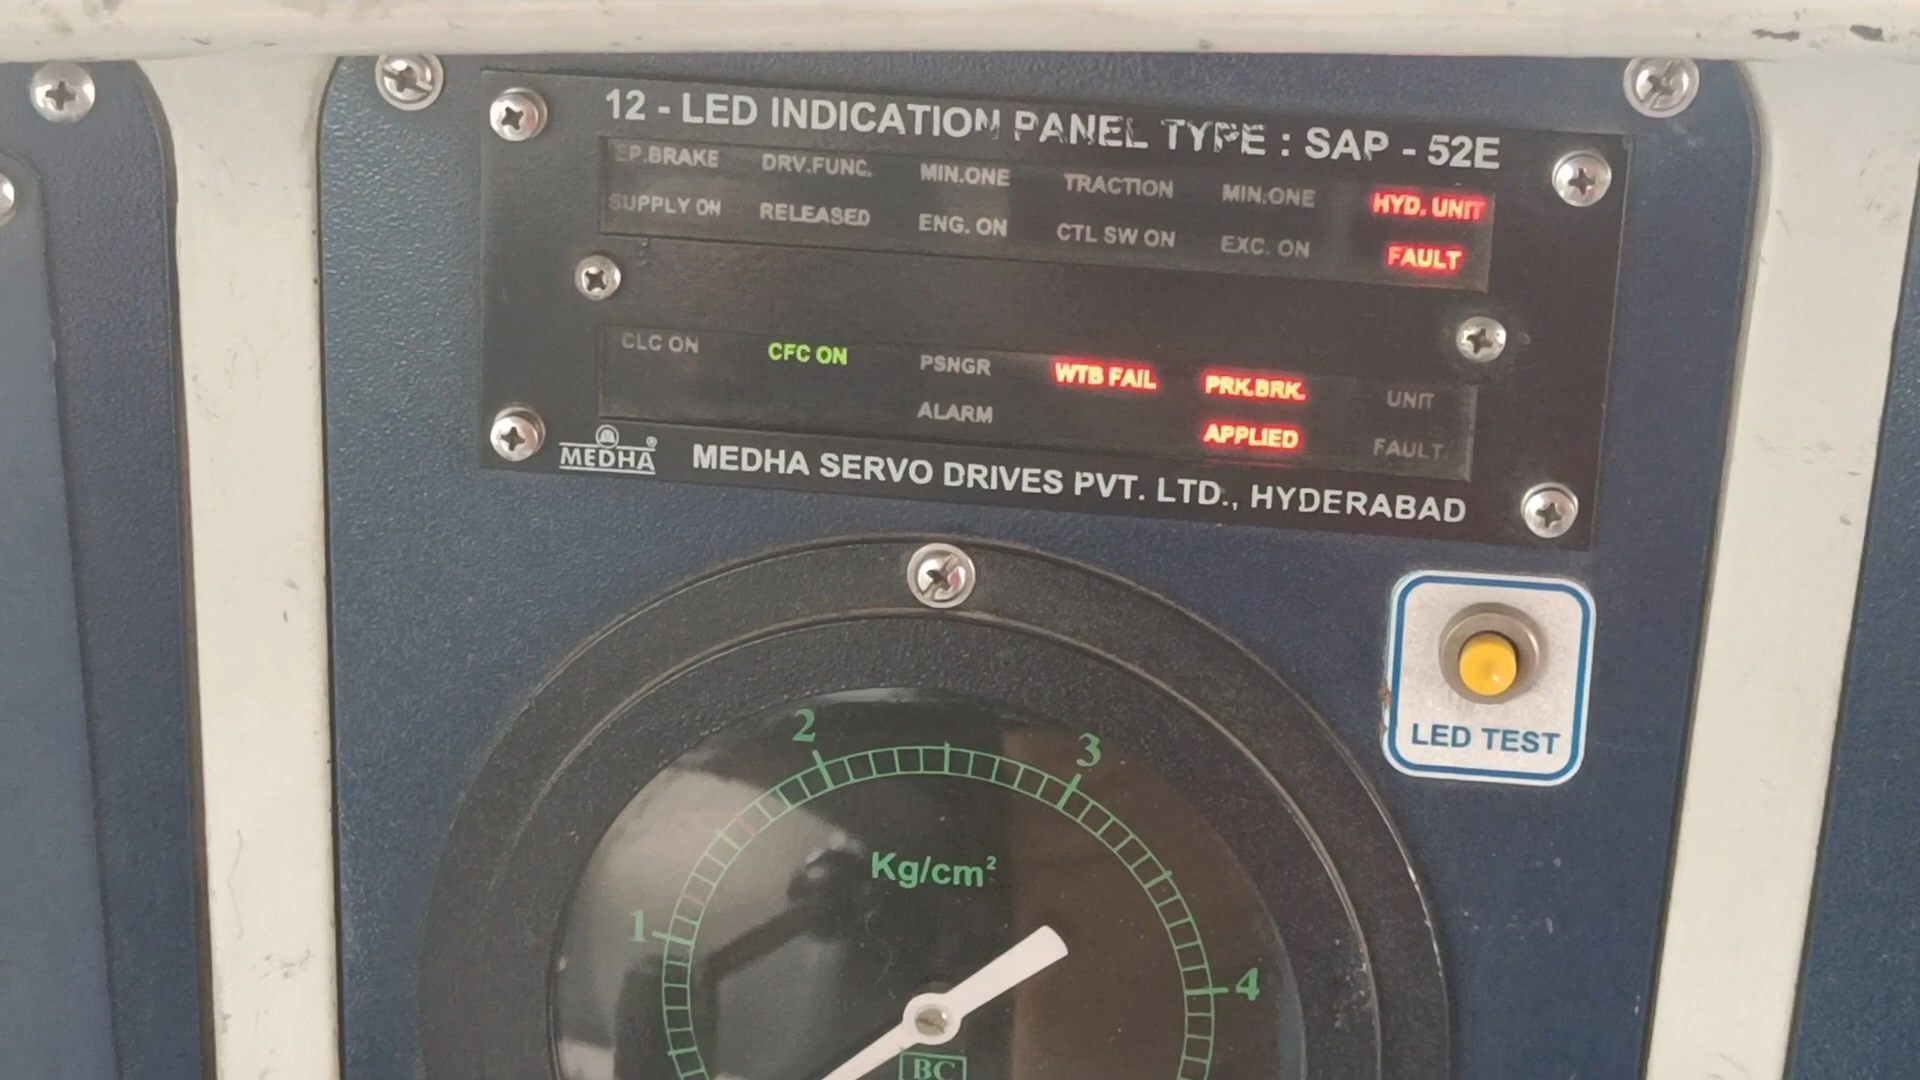 12 - LED INDICATION PANEL TYPE : SAP - 52E
EP.BRAKE DRV.FUNC. MIN.ONE TRACTION MIN.ONE HYD. UNIT
SUPPLY ON RELEASED ENG. ON CTL SW ON EXC. ON FAULT
CLC ON CFC ON PSNGR WTB FAIL PRK.BRK. UNIT
ALARM APPLIED FAULT
MEDHA ® MEDHA SERVO DRIVES PVT. LTD., HYDERABAD
LED TEST
2 3
Kg/cm²
1 4
BC